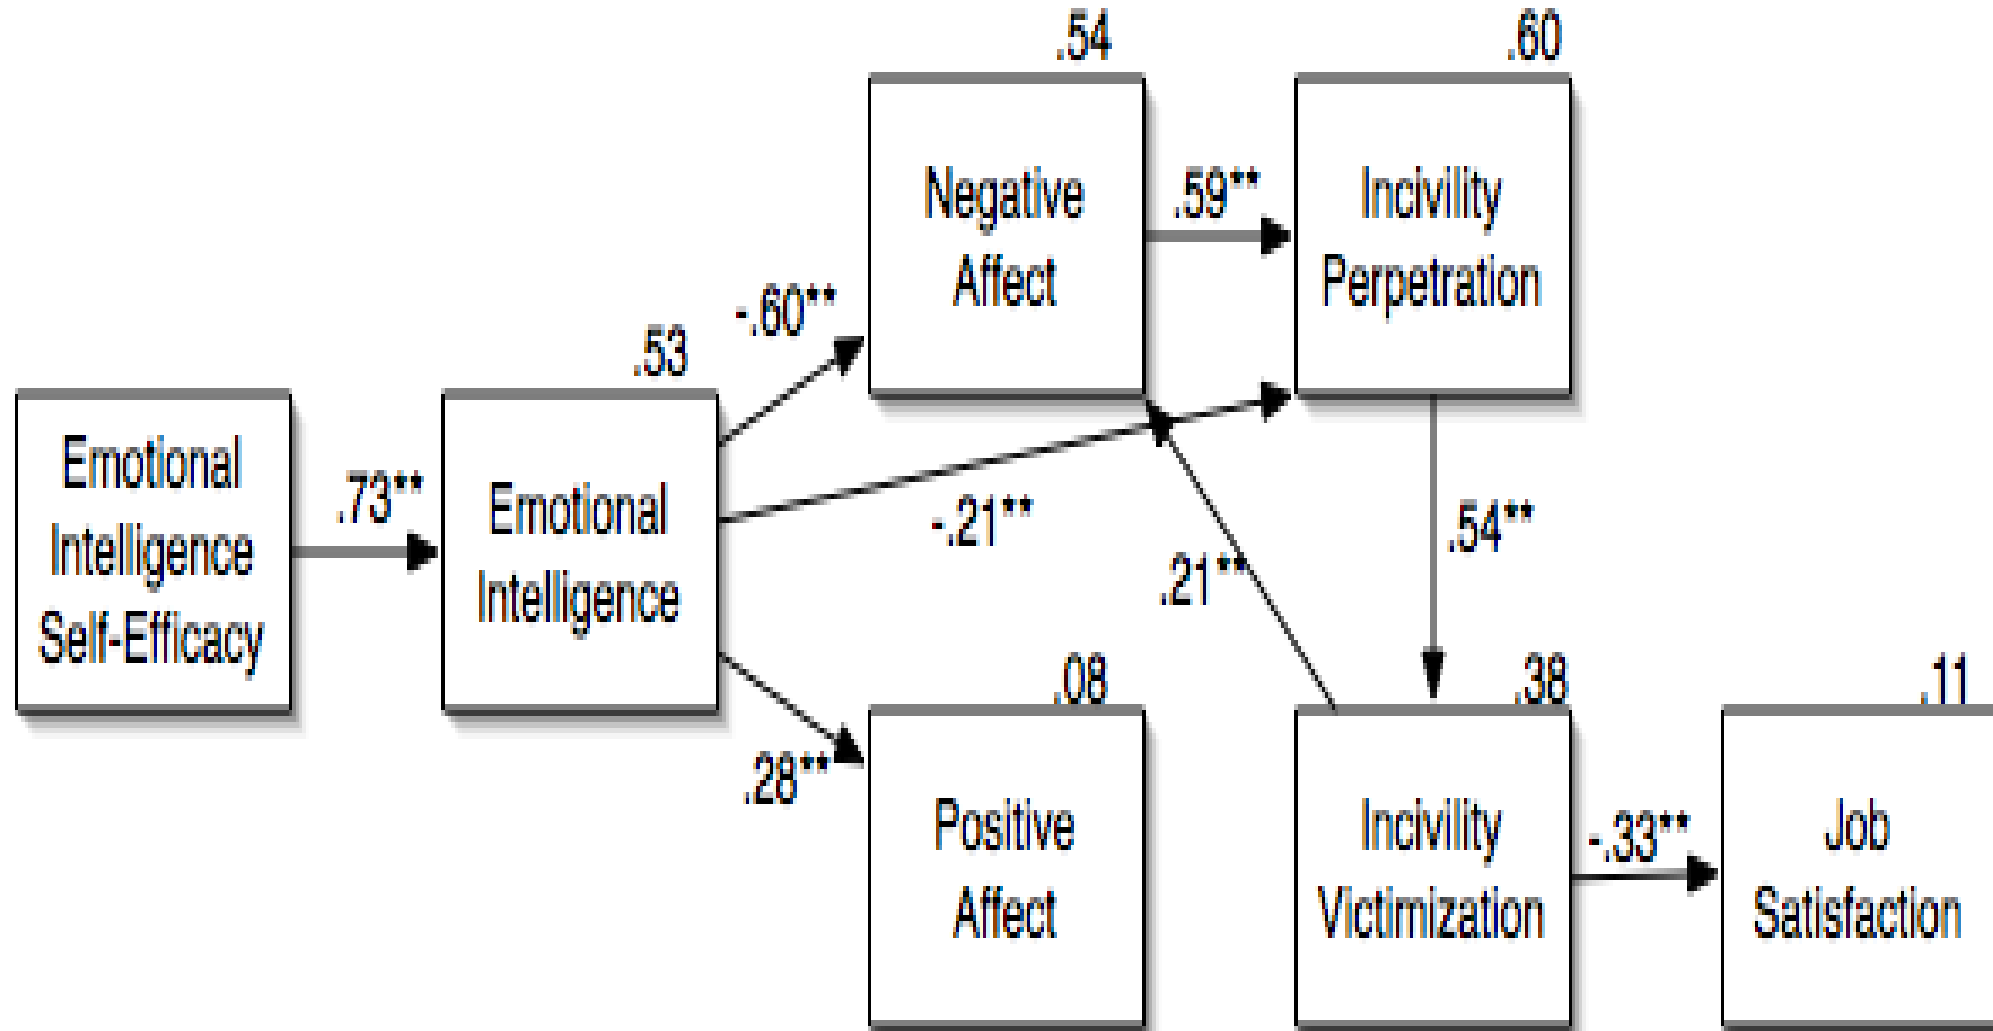 .54
.60
Negative
Affect
.59**
Incivility
Perpetration
-.60**
.53
Emotional
Intelligence
Self-Efficacy
.73**
Emotional
Intelligence
-.21**
.21**
.54**
.28**
.08
Positive
Affect
.38
Incivility
Victimization
-.33**
.11
Job
Satisfaction